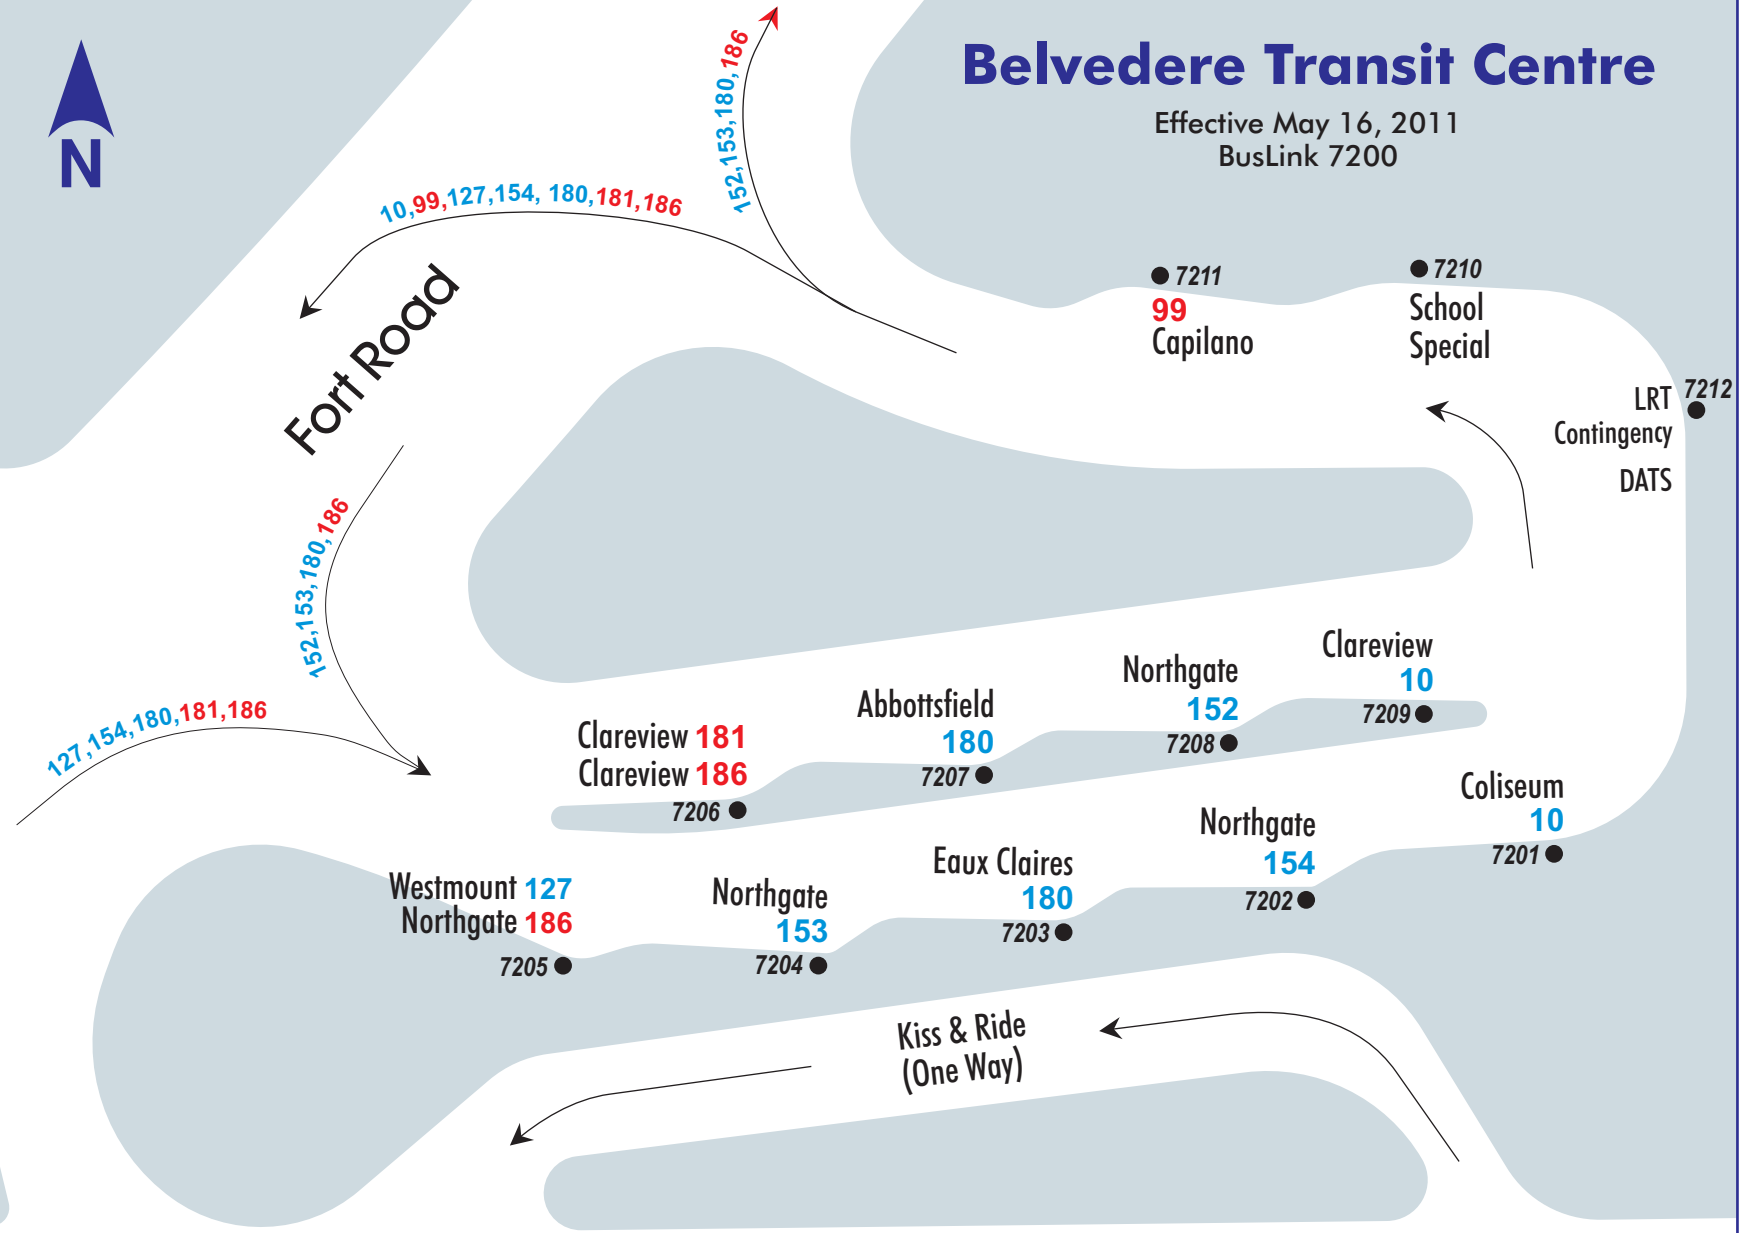 Belvedere Transit Centre
Effective May 16, 2011
BusLink 7200
N
152,153,180,186
10,99,127,154, 180,181,186
Fort Road
7211
99
Capilano
7210
School
Special
7212
LRT
Contingency
DATS
152,153,180,186
127,154,180,181,186
Clareview 181
Clareview 186
7206
Abbottsfield
180
7207
Northgate
152
7208
Clareview
10
7209
Westmount 127
Northgate 186
7205
Northgate
153
7204
Eaux Claires
180
7203
Northgate
154
7202
Coliseum
10
7201
Kiss & Ride
(One Way)